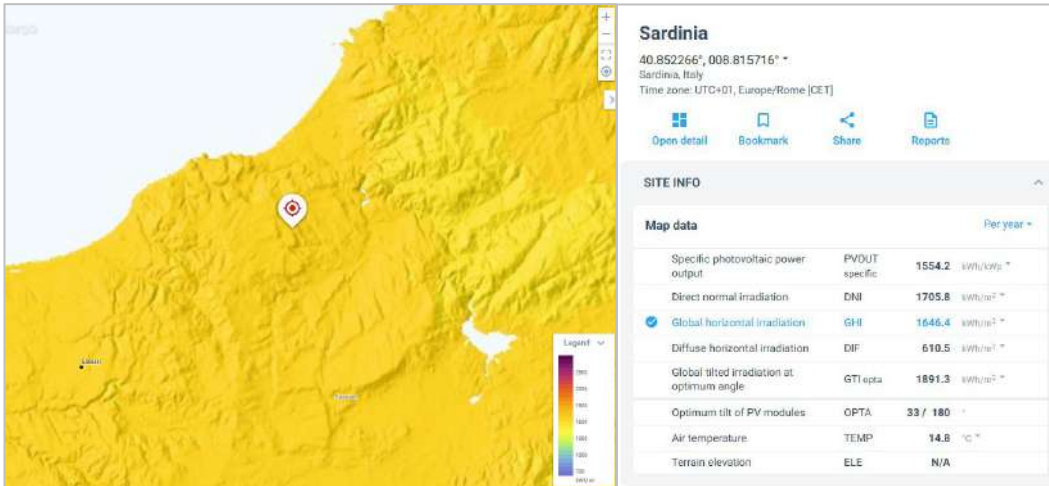 +
−
Legend
Sardinia
40.852266°, 008.815716°
Sardinia, Italy
Time zone: UTC+01, Europe/Rome [CET]
Open detail Bookmark Share Reports
SITE INFO
Map data Per year
Specific photovoltaic power output PVOUT specific 1554.2 kWh/kWp
Direct normal irradiation DNI 1705.8 kWh/m²
Global horizontal irradiation GHI 1646.4 kWh/m²
Diffuse horizontal irradiation DIF 610.5 kWh/m²
Global tilted irradiation at optimum angle GTI opta 1891.3 kWh/m²
Optimum tilt of PV modules OPTA 33 / 180 °
Air temperature TEMP 14.8 °C
Terrain elevation ELE N/A